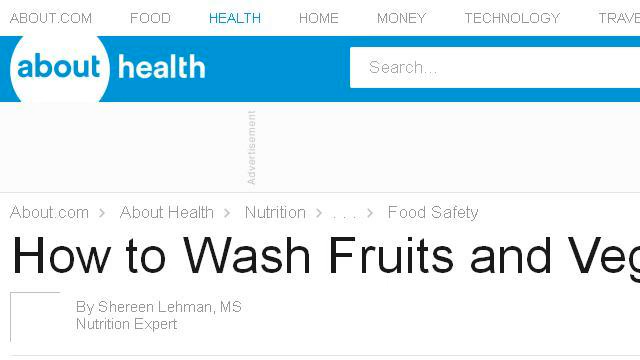 ABOUT.COM FOOD HEALTH HOME MONEY TECHNOLOGY TRAVE
about health
Search...
Advertisement
About.com > About Health > Nutrition > . . . > Food Safety
How to Wash Fruits and Veg
By Shereen Lehman, MS
Nutrition Expert